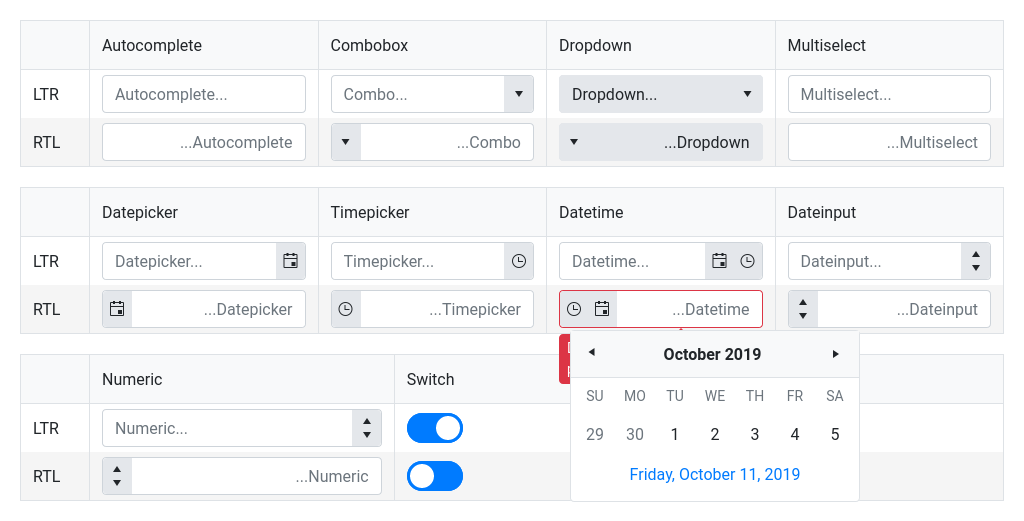 Autocomplete Combobox Dropdown Multiselect
LTR Autocomplete... Combo... Dropdown... Multiselect...
RTL ...Autocomplete ...Combo ...Dropdown ...Multiselect
Datepicker Timepicker Datetime Dateinput
LTR Datepicker... Timepicker... Datetime... Dateinput...
RTL ...Datepicker ...Timepicker ...Datetime ...Dateinput
Numeric Switch
LTR Numeric...
RTL ...Numeric
October 2019
SU MO TU WE TH FR SA
29 30 1 2 3 4 5
Friday, October 11, 2019